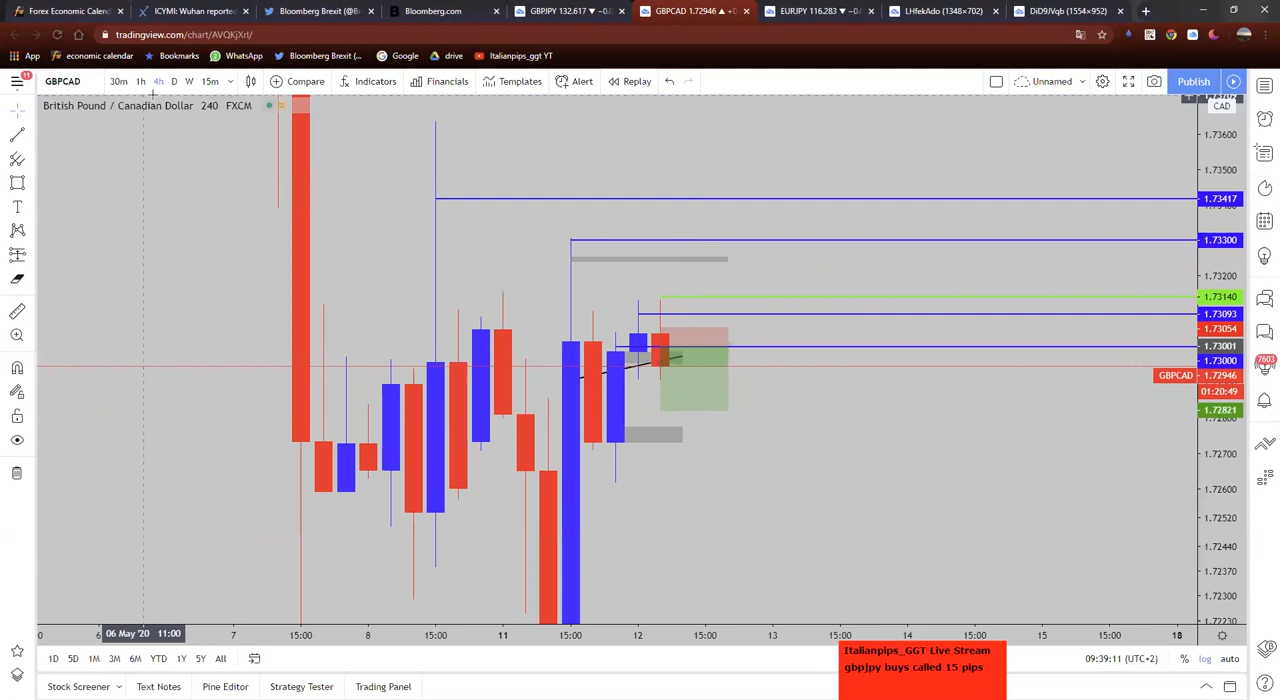 Forex Economic Calend
ICYMI: Wuhan reported
Bloomberg Brexit (@Br
Bloomberg.com
GBPJPY 132.617 ▼ −0.0
GBPCAD 1.72946 ▲ +0
EURJPY 116.283 ▼ −0.
LHfekAdo (1348×702)
DiD9JVqb (1554×952)
tradingview.com/chart/AVQKjXrl/
App
economic calendar
Bookmarks
WhatsApp
Bloomberg Brexit (...
Google
drive
Italianpips_ggt YT
11
GBPCAD
30m 1h 4h D W 15m
Compare
Indicators
Financials
Templates
Alert
Replay
Unnamed
Publish
British Pound / Canadian Dollar 240 FXCM
CAD
1.73600
1.73500
1.73417
1.73300
1.73200
1.73140
1.73093
1.73054
1.73001
1.73000
GBPCAD 1.72946
01:20:49
1.72821
1.72700
1.72600
1.72520
1.72440
1.72370
1.72300
1.72230
7603
06 May '20 11:00
7 15:00 8 15:00 11 15:00 12 15:00 13 15:00 14 15:00 15 15:00 18
1D 5D 1M 3M 6M YTD 1Y 5Y All
09:39:11 (UTC+2)
% log auto
Italianpips_GGT Live Stream
gbpjpy buys called 15 pips
Stock Screener
Text Notes
Pine Editor
Strategy Tester
Trading Panel